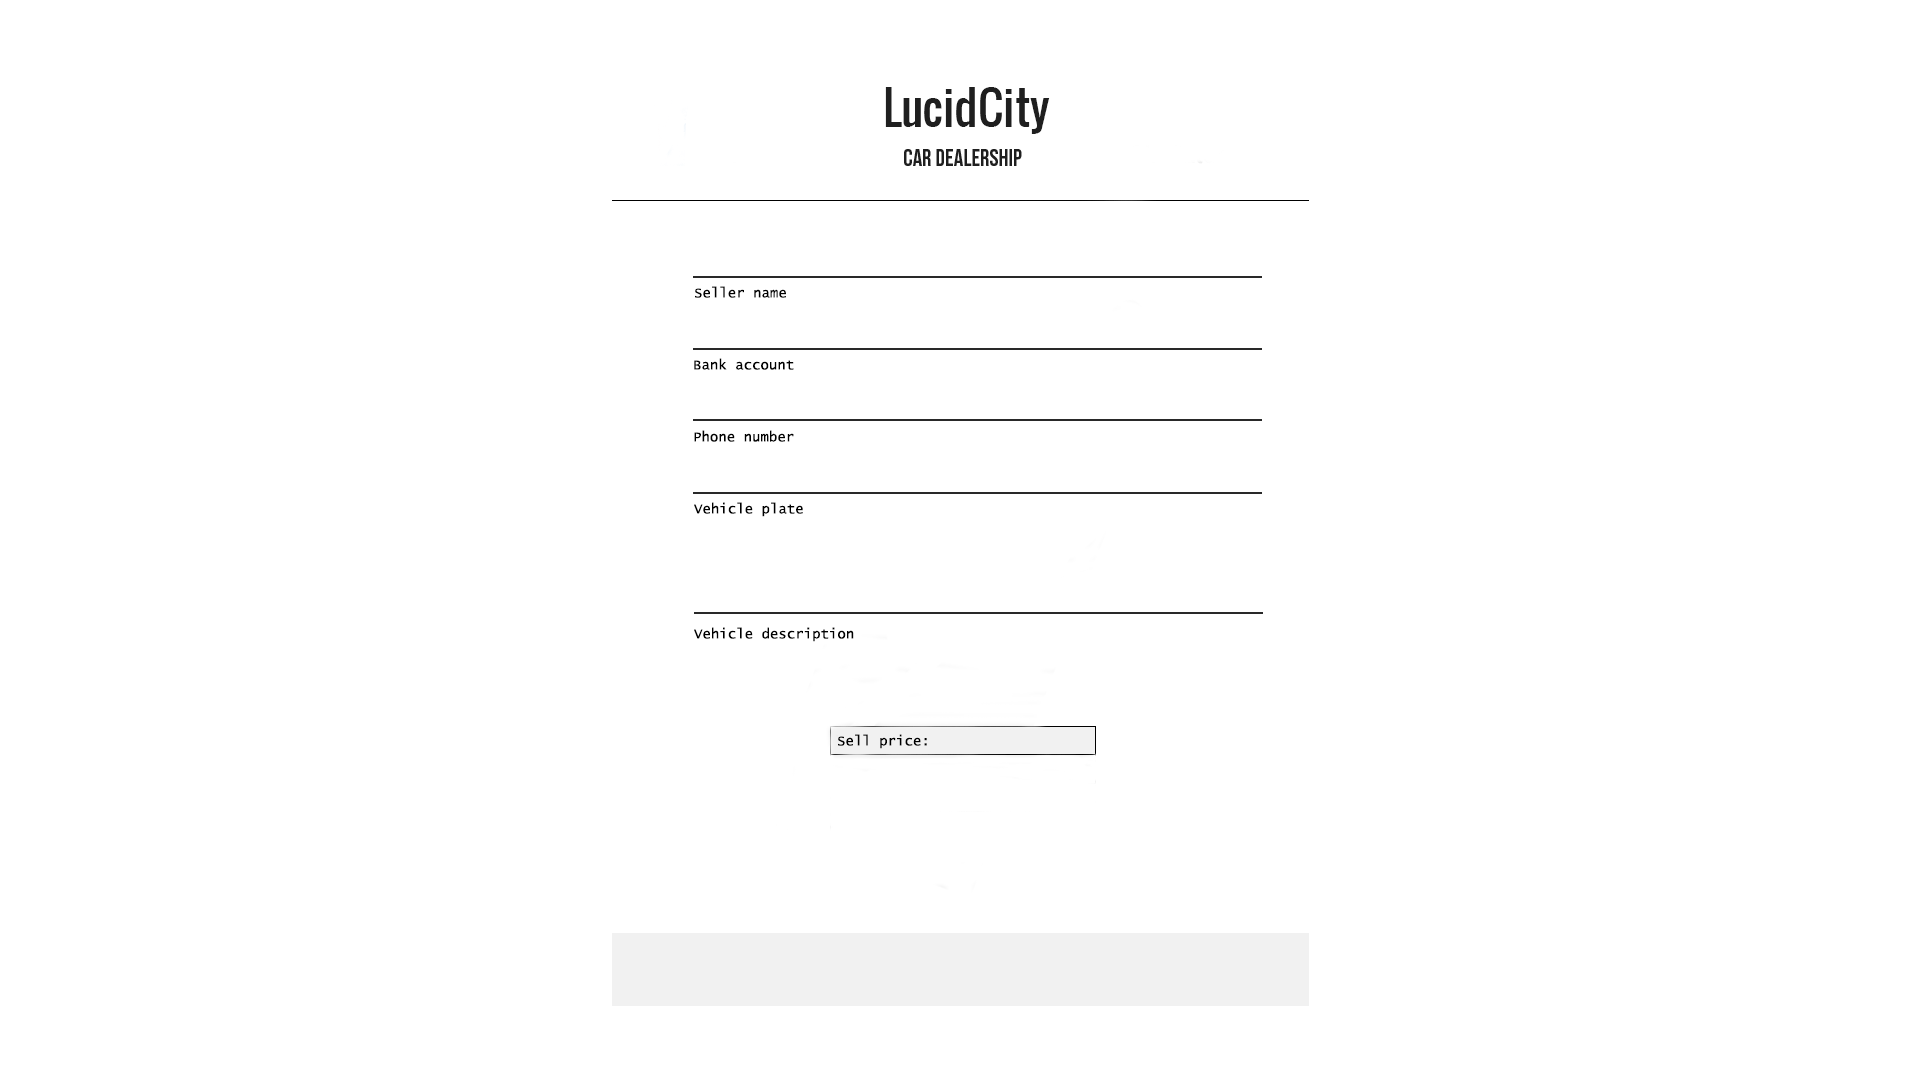 LucidCity
CAR DEALERSHIP
Seller name
Bank account
Phone number
Vehicle plate
Vehicle description
Sell price: